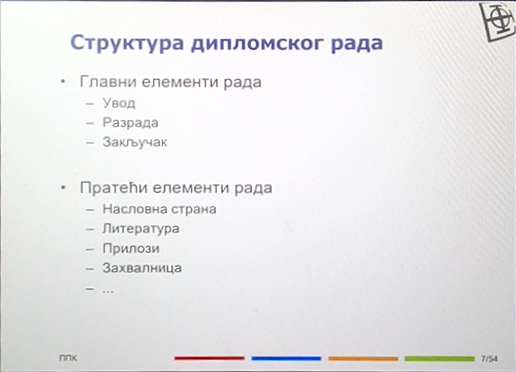 Структура дипломског рада
• Главни елементи рада
– Увод
– Разрада
– Закључак
• Пратећи елементи рада
– Насловна страна
– Литература
– Прилози
– Захвалница
– ...
ППК
7/54